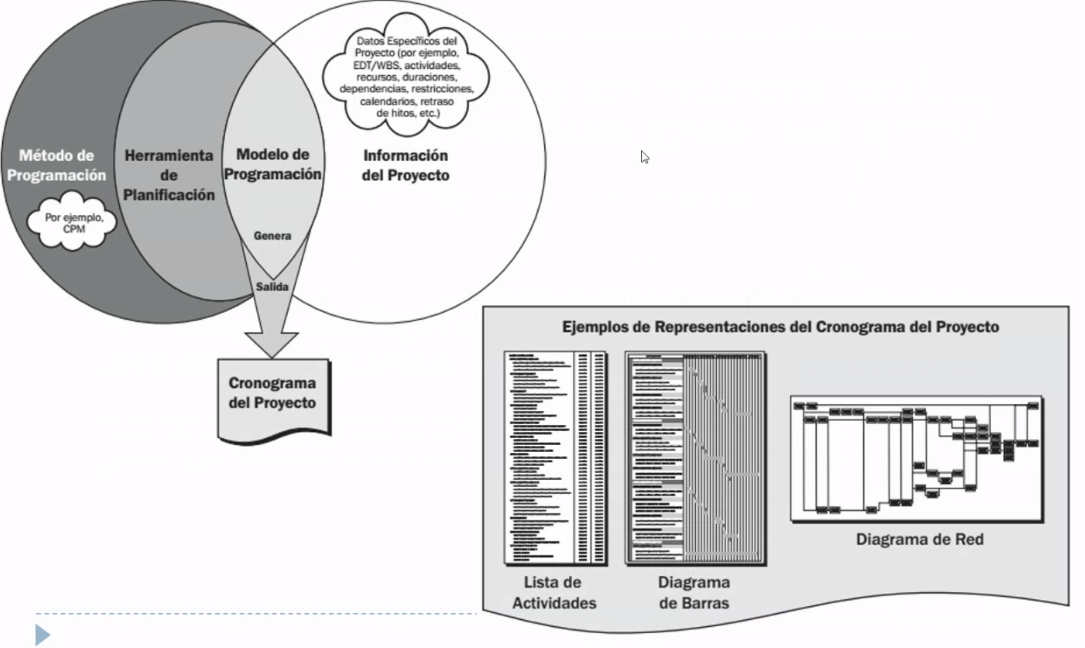 Datos Específicos del
Proyecto (por ejemplo,
EDT/WBS, actividades,
recursos, duraciones,
dependencias, restricciones,
calendarios, retraso
de hitos, etc.)
Método de
Programación
Por ejemplo,
CPM
Herramienta
de
Planificación
Modelo de
Programación
Información
del Proyecto
Genera
Salida
Cronograma
del Proyecto
Ejemplos de Representaciones del Cronograma del Proyecto
Lista de
Actividades
Diagrama
de Barras
Diagrama de Red